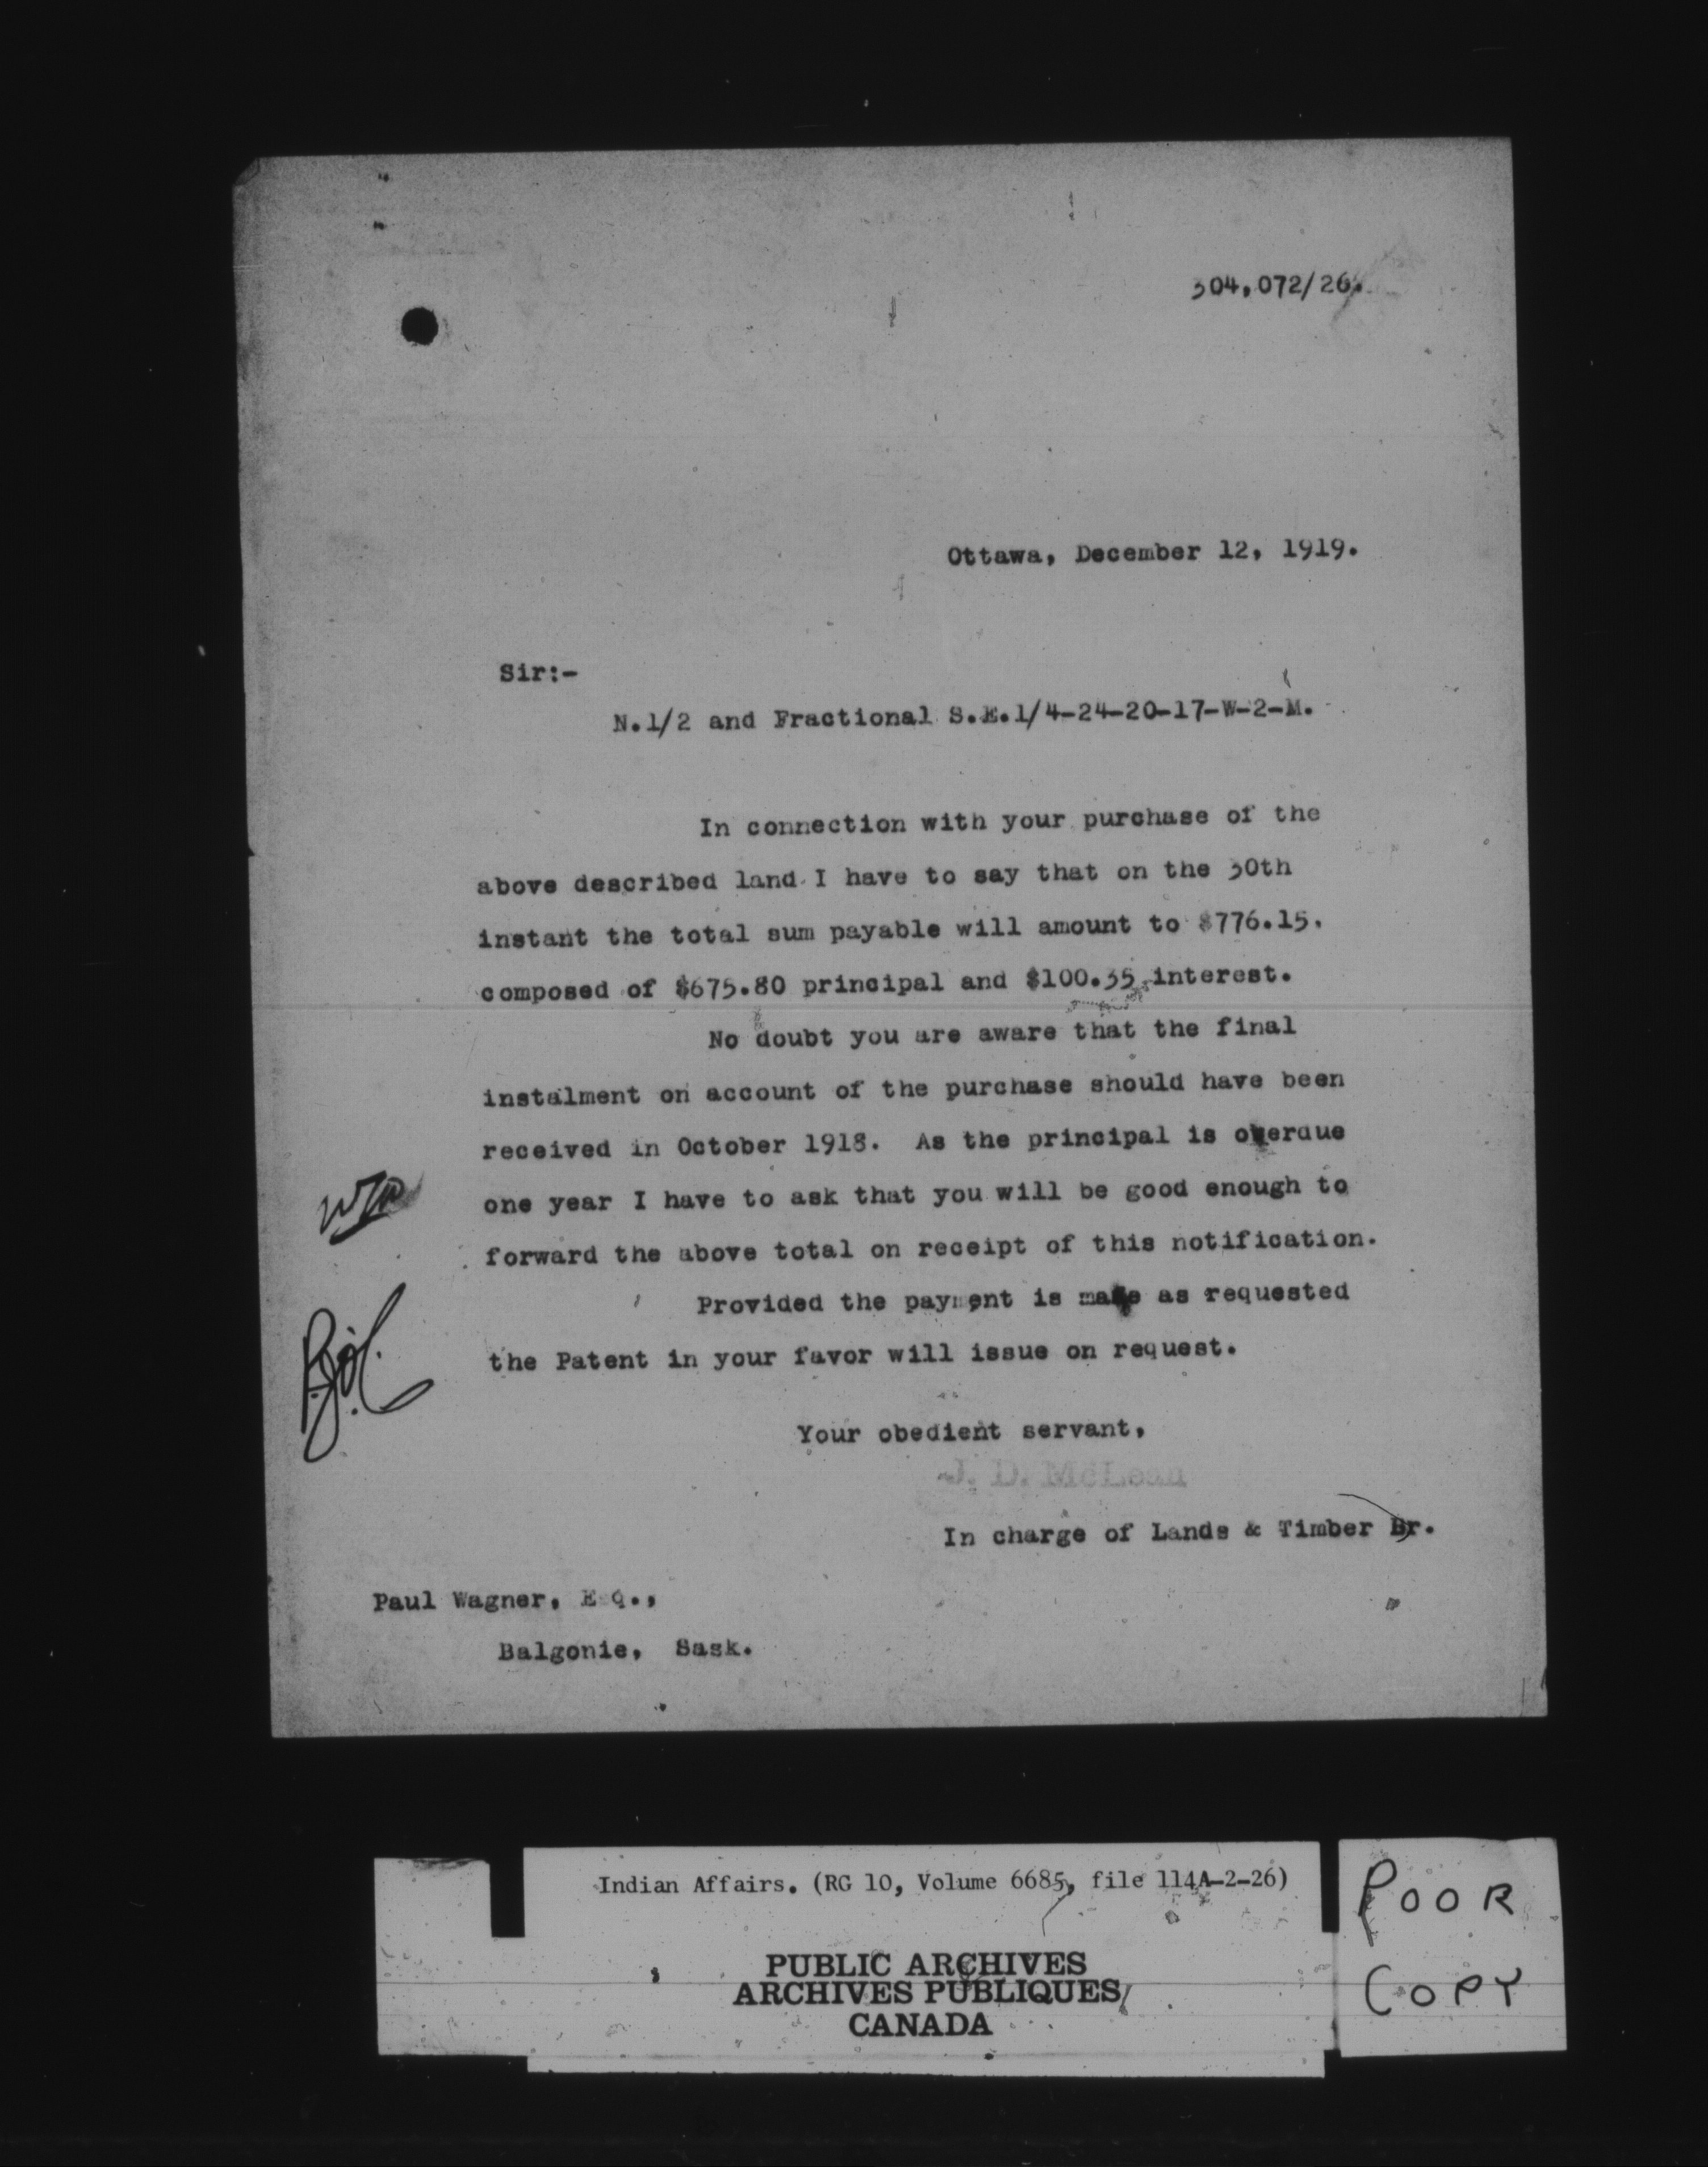 304,072/26.
Ottawa, December 12, 1919.
Sir:-
N.1/2 and Fractional S.E.1/4-24-20-17-W-2-M.
In connection with your purchase of the
above described land I have to say that on the 30th
instant the total sum payable will amount to $776.15,
composed of $675.80 principal and $100.35 interest.
No doubt you are aware that the final
instalment on account of the purchase should have been
received in October 1918. As the principal is overdue
one year I have to ask that you will be good enough to
forward the above total on receipt of this notification.
Provided the payment is made as requested
the Patent in your favor will issue on request.
Your obedient servant,
J. D. McLean
In charge of Lands & Timber Br.
Paul Wagner, Esq.,
Balgonie, Sask.
Indian Affairs. (RG 10, Volume 6685, file 114A-2-26)
PUBLIC ARCHIVES
ARCHIVES PUBLIQUES
CANADA
POOR
COPY